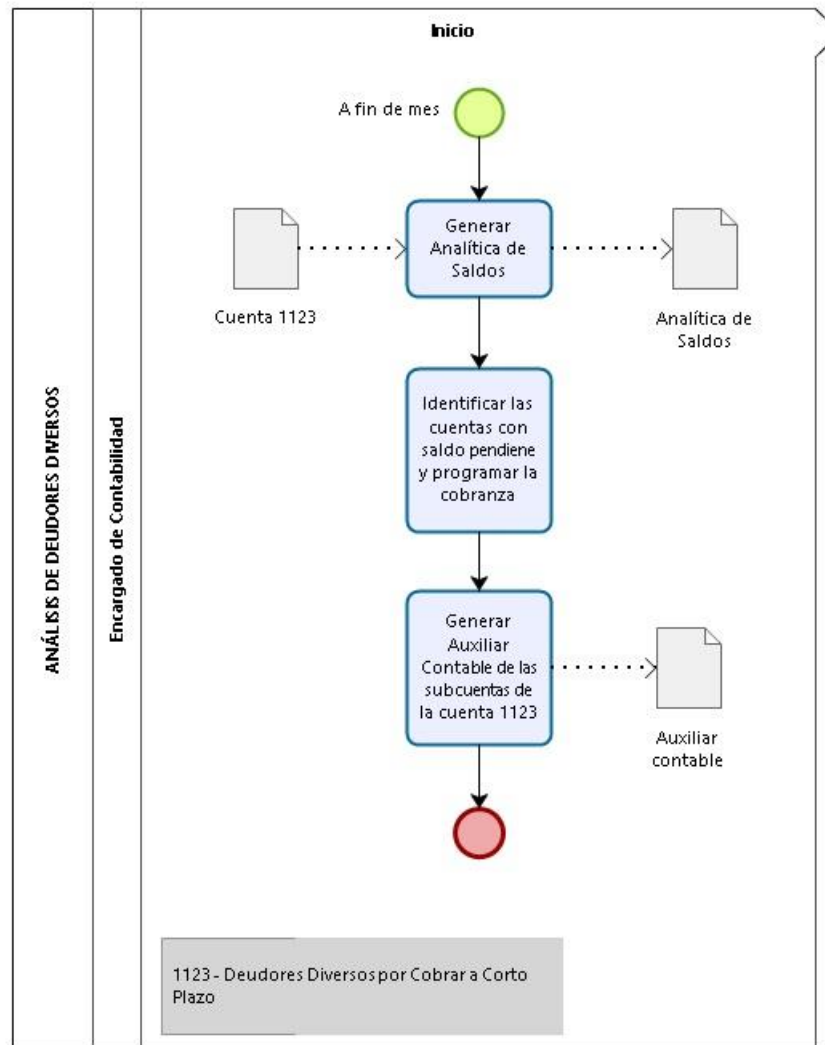 Inicio
A fin de mes
Generar
Analítica de
Saldos
Cuenta 1123
Analítica de
Saldos
Identificar las
cuentas con
saldo pendiene
y programar la
cobranza
ANÁLISIS DE DEUDORES DIVERSOS
Encargado de Contabilidad
Generar
Auxiliar
Contable de las
subcuentas de
la cuenta 1123
Auxiliar
contable
1123 - Deudores Diversos por Cobrar a Corto
Plazo